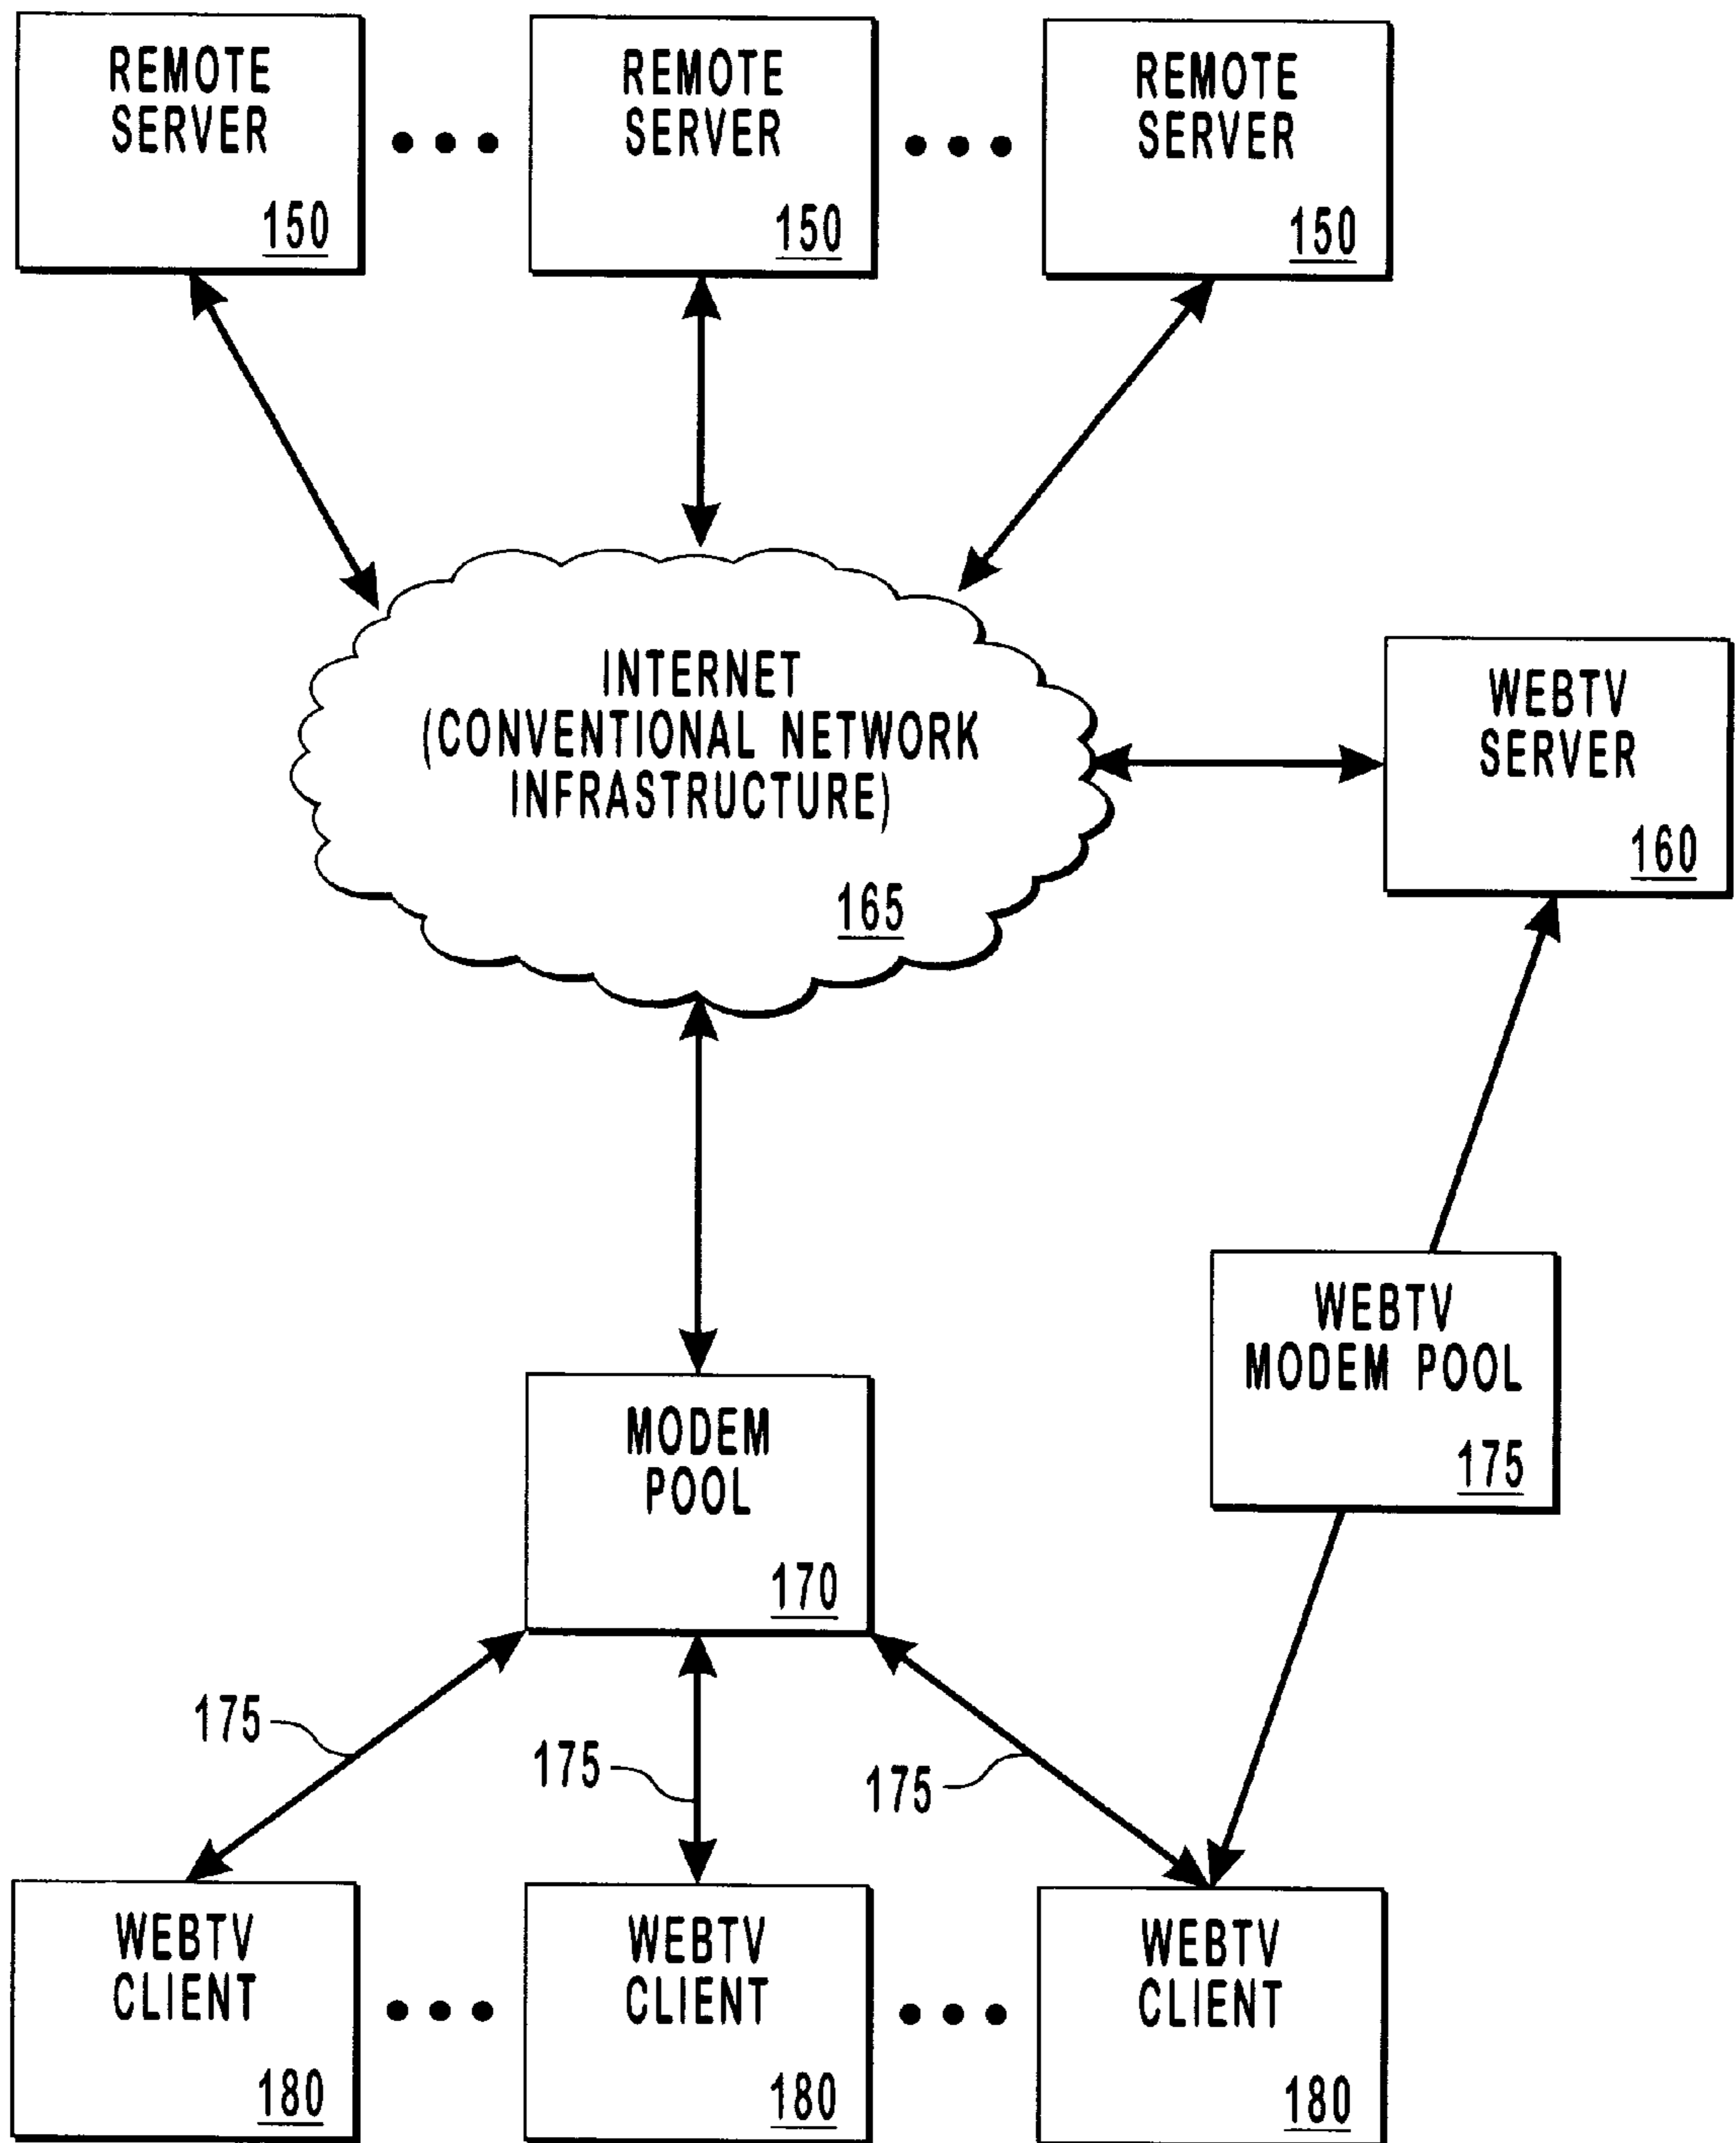 REMOTE
SERVER
150
REMOTE
SERVER
150
REMOTE
SERVER
150
INTERNET
(CONVENTIONAL NETWORK
INFRASTRUCTURE)
165
WEBTV
SERVER
160
WEBTV
MODEM POOL
175
MODEM
POOL
170
175
175
175
WEBTV
CLIENT
180
WEBTV
CLIENT
180
WEBTV
CLIENT
180